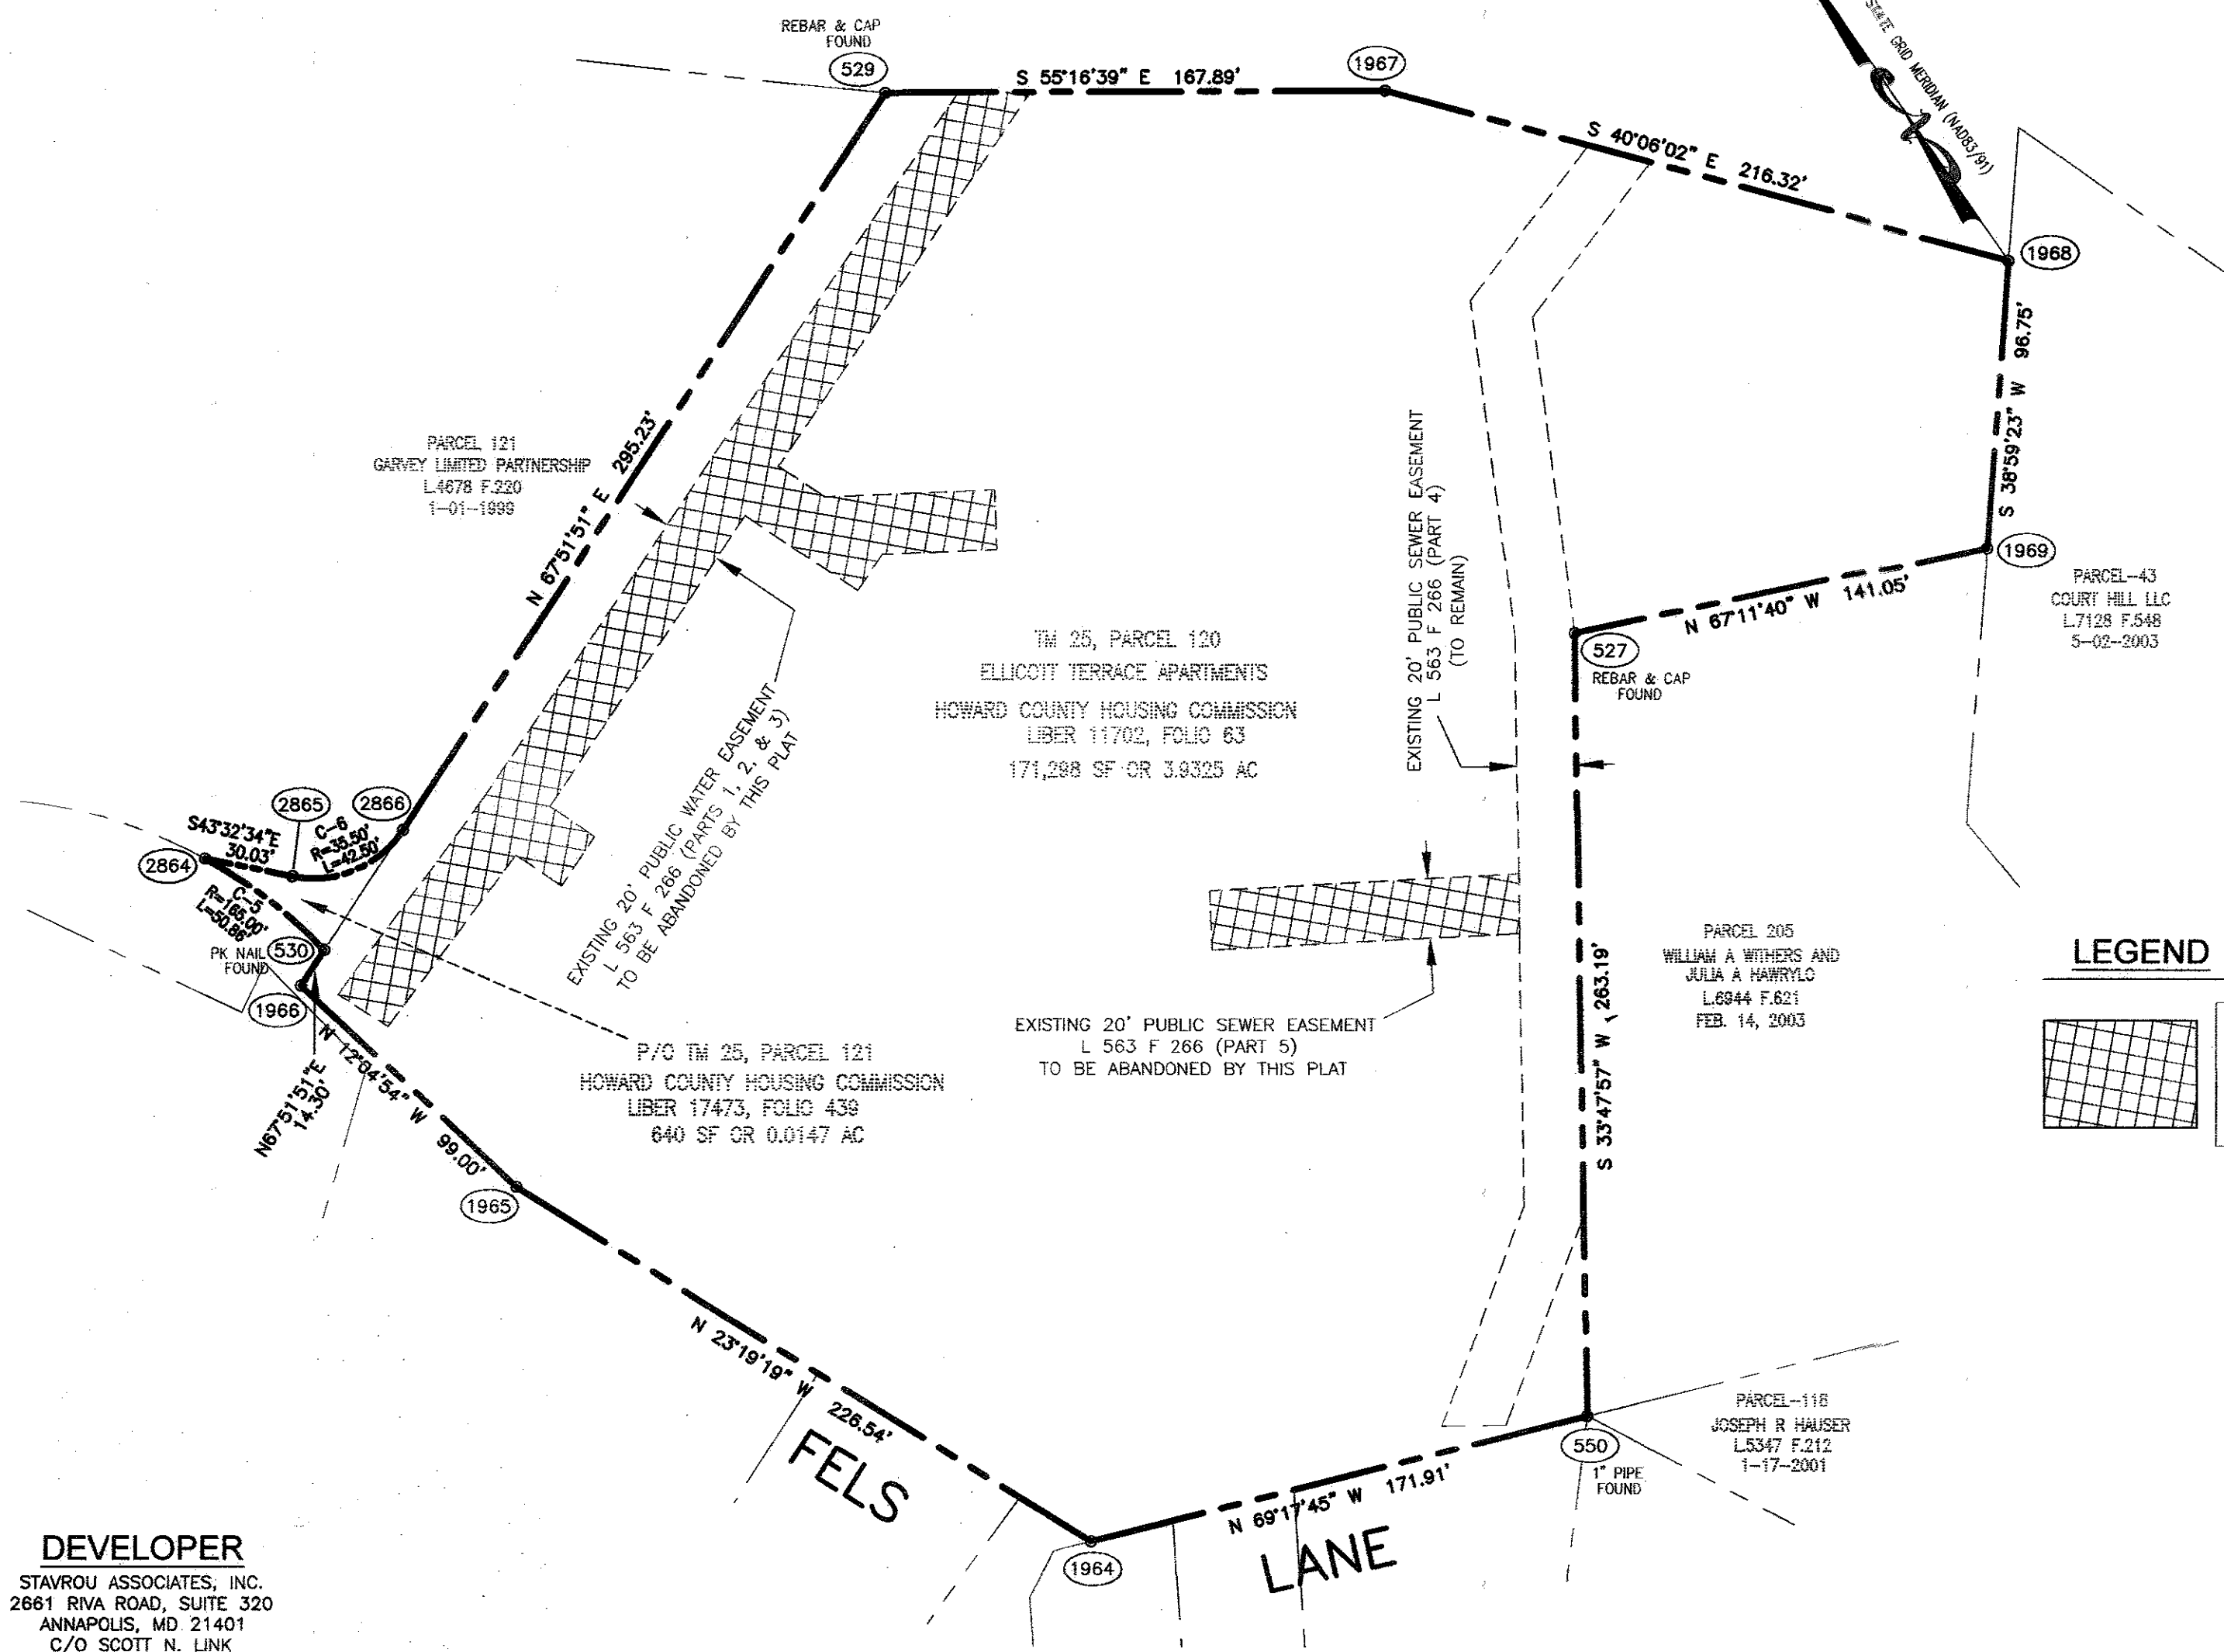 REBAR & CAP
FOUND
529
S 55°16'39" E 167.89'
1967
STATE GRID MERIDIAN (NAD83/91)
S 40°06'02" E 216.32'
1968
S 38°59'23" W 96.75'
1969
N 67°11'40" W 141.05'
527
REBAR & CAP
FOUND
PARCEL-43
COURT HILL LLC
L.7128 F.548
5-02-2003
PARCEL 121
GARVEY LIMITED PARTNERSHIP
L.4678 F.220
1-01-1999
N 67°51'51" E 295.23'
EXISTING 20' PUBLIC SEWER EASEMENT
L 563 F 266 (PART 4)
(TO REMAIN)
TM 25, PARCEL 120
ELLICOTT TERRACE APARTMENTS
HOWARD COUNTY HOUSING COMMISSION
LIBER 11702, FOLIO 63
171,298 SF OR 3.9325 AC
EXISTING 20' PUBLIC WATER EASEMENT
L 563 F 266 (PARTS 1, 2, & 3)
TO BE ABANDONED BY THIS PLAT
2865
2866
S43°32'34"E
30.03'
C-6
R=35.50'
L=42.50'
2864
C-5
R=165.00'
L=50.86'
PK NAIL
FOUND
530
1966
N67°51'51"E
14.30'
N 12°04'54" W 99.00'
1965
P/O TM 25, PARCEL 121
HOWARD COUNTY HOUSING COMMISSION
LIBER 17473, FOLIO 439
640 SF OR 0.0147 AC
EXISTING 20' PUBLIC SEWER EASEMENT
L 563 F 266 (PART 5)
TO BE ABANDONED BY THIS PLAT
S 33°47'57" W 263.19'
PARCEL 205
WILLIAM A WITHERS AND
JULIA A HAWRYLO
L.6944 F.621
FEB. 14, 2003
LEGEND
N 23°19'19" W 226.54'
FELS
LANE
1964
N 69°17'45" W 171.91'
550
1" PIPE
FOUND
PARCEL-116
JOSEPH R HAUSER
L.5347 F.212
1-17-2001
DEVELOPER
STAVROU ASSOCIATES, INC.
2661 RIVA ROAD, SUITE 320
ANNAPOLIS, MD 21401
C/O SCOTT N. LINK